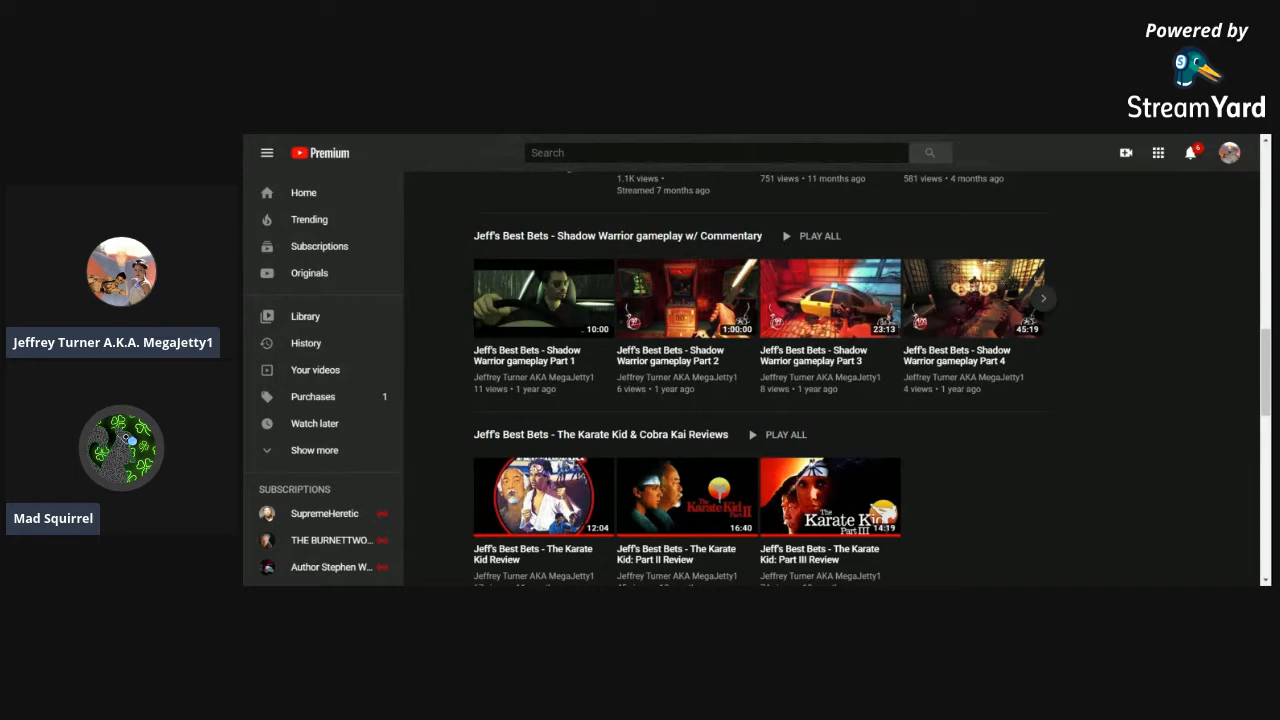 Powered by
StreamYard
Premium
Search
6
Home
Trending
Subscriptions
Originals
Library
History
Your videos
Purchases 1
Watch later
Show more
SUBSCRIPTIONS
SupremeHeretic
THE BURNETTWO...
Author Stephen W...
Jeffrey Turner A.K.A. MegaJetty1
Mad Squirrel
1.1K views •
Streamed 7 months ago
751 views • 11 months ago
581 views • 4 months ago
Jeff's Best Bets - Shadow Warrior gameplay w/ Commentary PLAY ALL
10:00
1:00:00
23:13
45:19
Jeff's Best Bets - Shadow
Warrior gameplay Part 1
Jeffrey Turner AKA MegaJetty1
11 views • 1 year ago
Jeff's Best Bets - Shadow
Warrior gameplay Part 2
Jeffrey Turner AKA MegaJetty1
6 views • 1 year ago
Jeff's Best Bets - Shadow
Warrior gameplay Part 3
Jeffrey Turner AKA MegaJetty1
8 views • 1 year ago
Jeff's Best Bets - Shadow
Warrior gameplay Part 4
Jeffrey Turner AKA MegaJetty1
4 views • 1 year ago
Jeff's Best Bets - The Karate Kid & Cobra Kai Reviews PLAY ALL
12:04
The Karate Kid II
Part II
16:40
The
Karate Kid
Part III
14:19
Jeff's Best Bets - The Karate
Kid Review
Jeffrey Turner AKA MegaJetty1
Jeff's Best Bets - The Karate
Kid: Part II Review
Jeffrey Turner AKA MegaJetty1
Jeff's Best Bets - The Karate
Kid: Part III Review
Jeffrey Turner AKA MegaJetty1